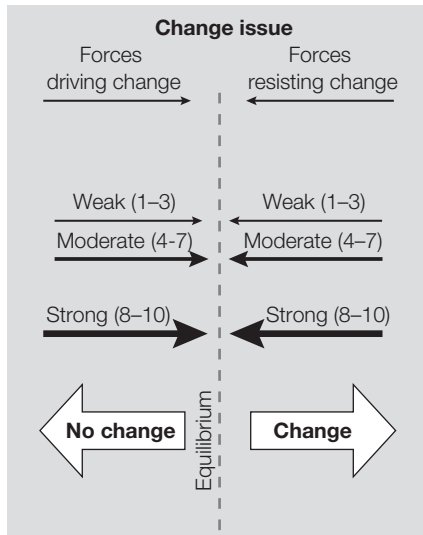 Change issue
Forces
driving change
Forces
resisting change
Weak (1–3)
Weak (1–3)
Moderate (4-7)
Moderate (4–7)
Strong (8–10)
Strong (8–10)
No change
Equilibrium
Change